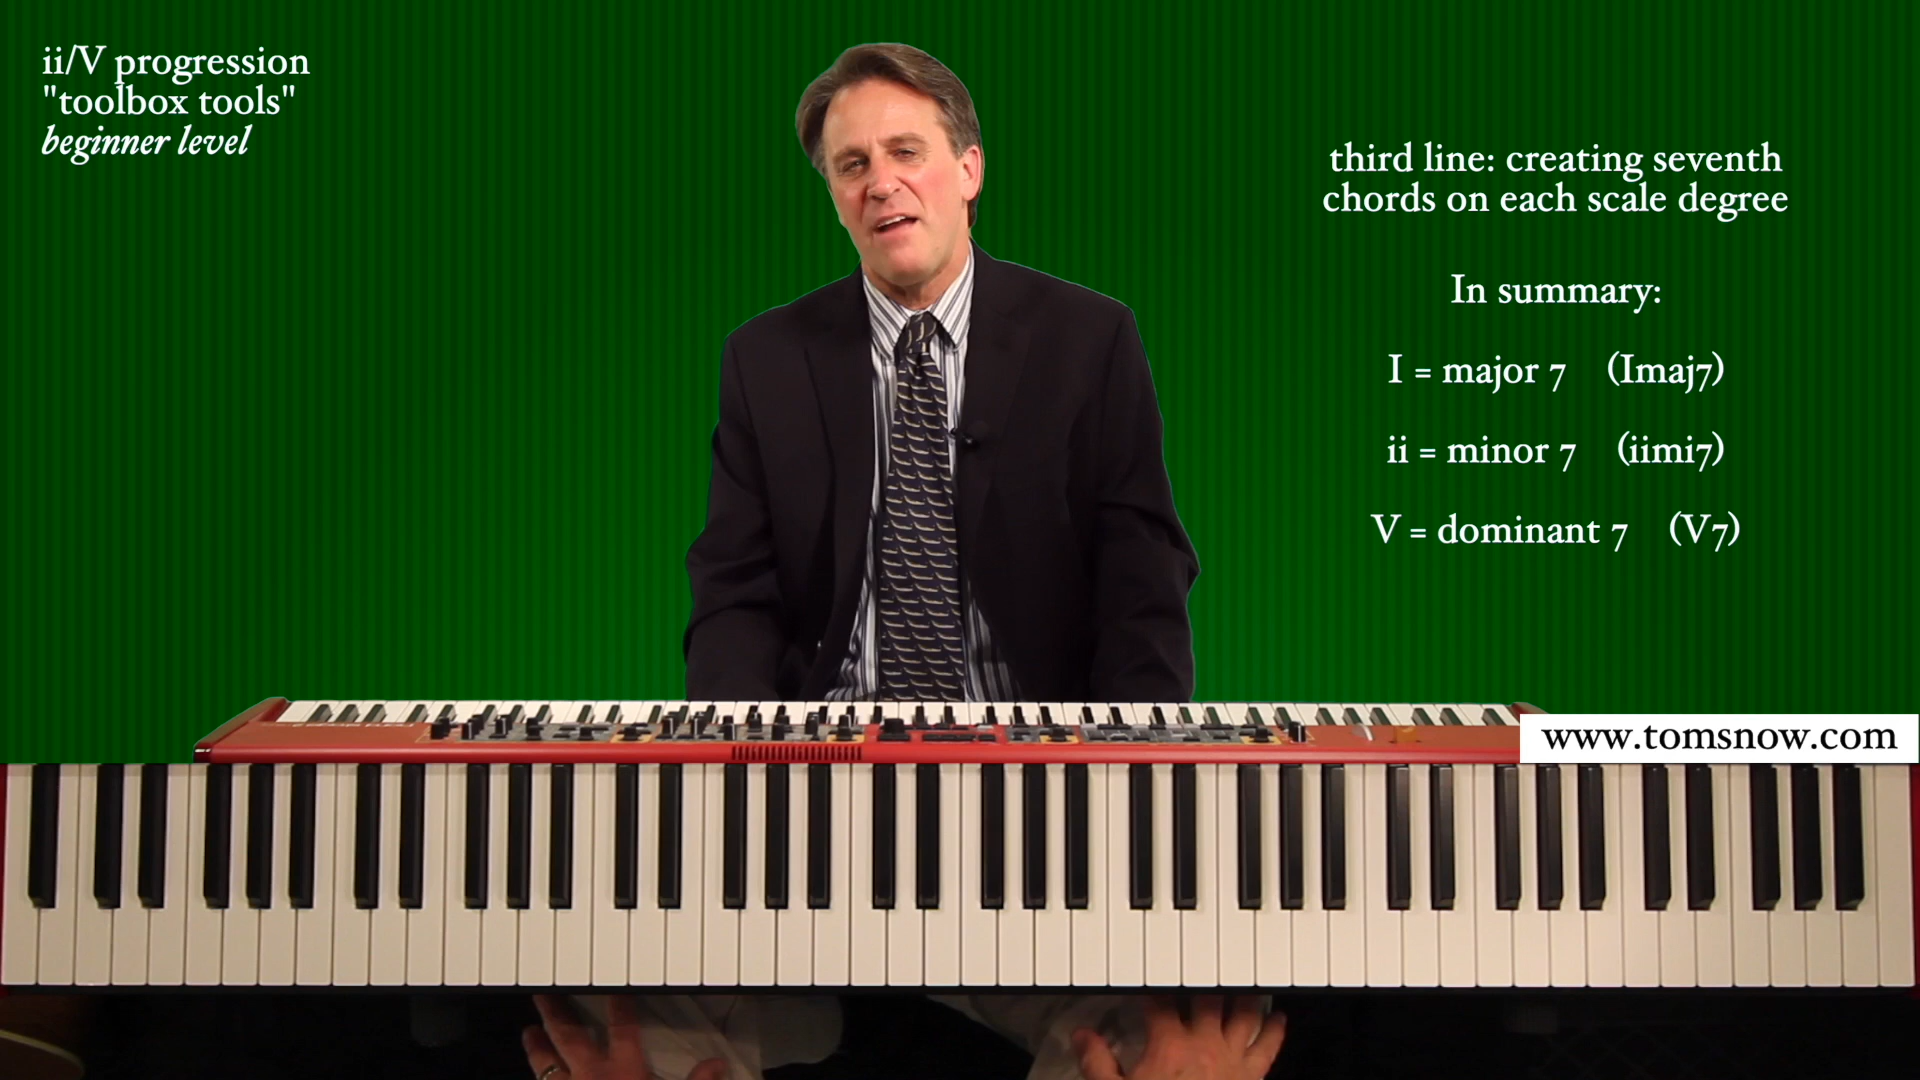 ii/V progression
"toolbox tools"
beginner level
third line: creating seventh
chords on each scale degree
In summary:
I = major 7 (Imaj7)
ii = minor 7 (iimi7)
V = dominant 7 (V7)
www.tomsnow.com